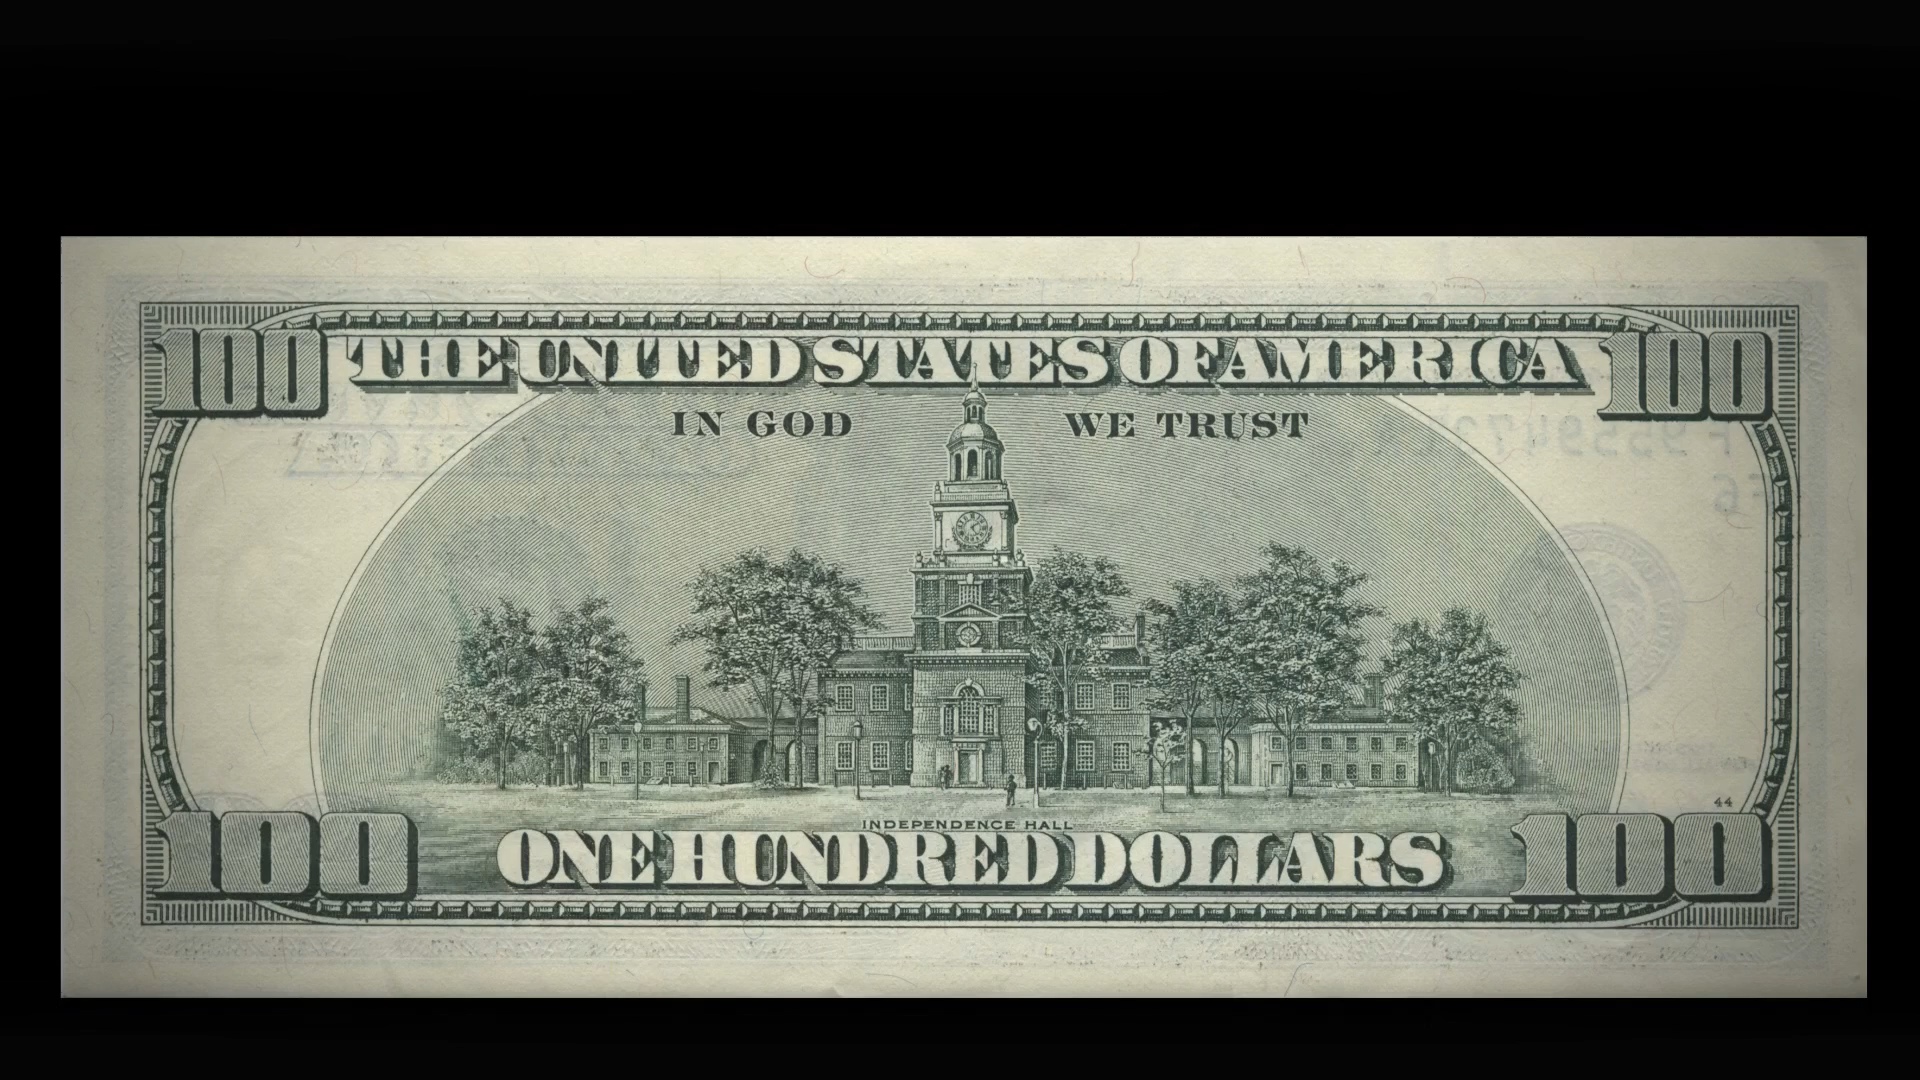 100 THE UNITED STATES OF AMERICA 100
IN GOD WE TRUST
44
INDEPENDENCE HALL
100 ONE HUNDRED DOLLARS 100